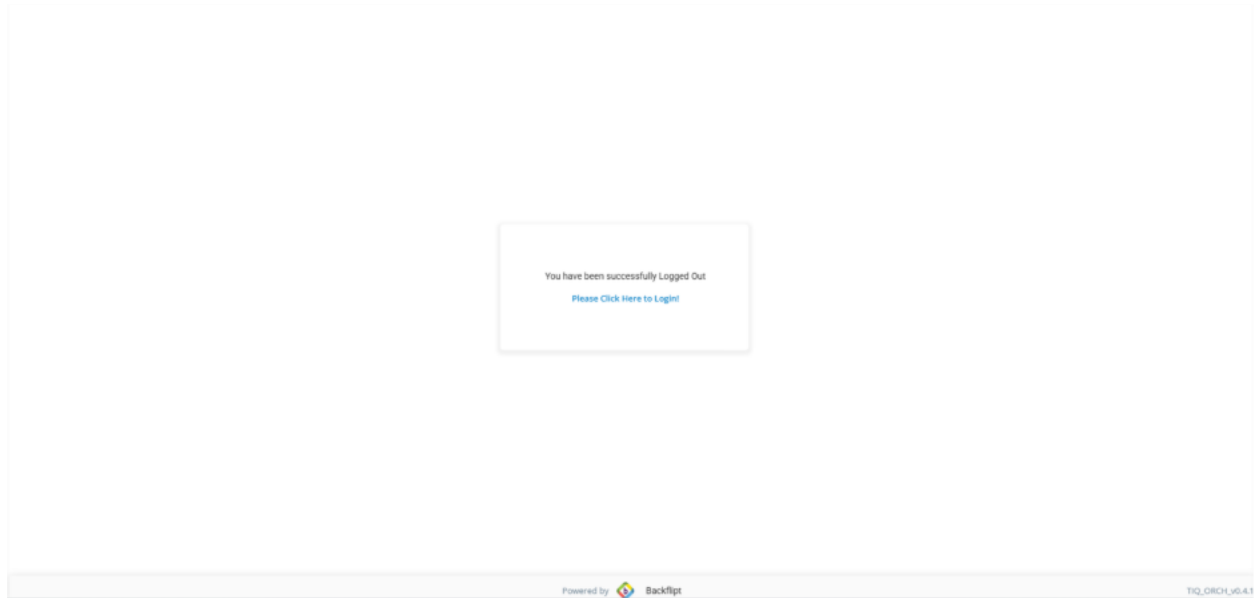 You have been successfully Logged Out
Please Click Here to Login!
Powered by Backflipt
TIQ_ORCH_v0.4.1